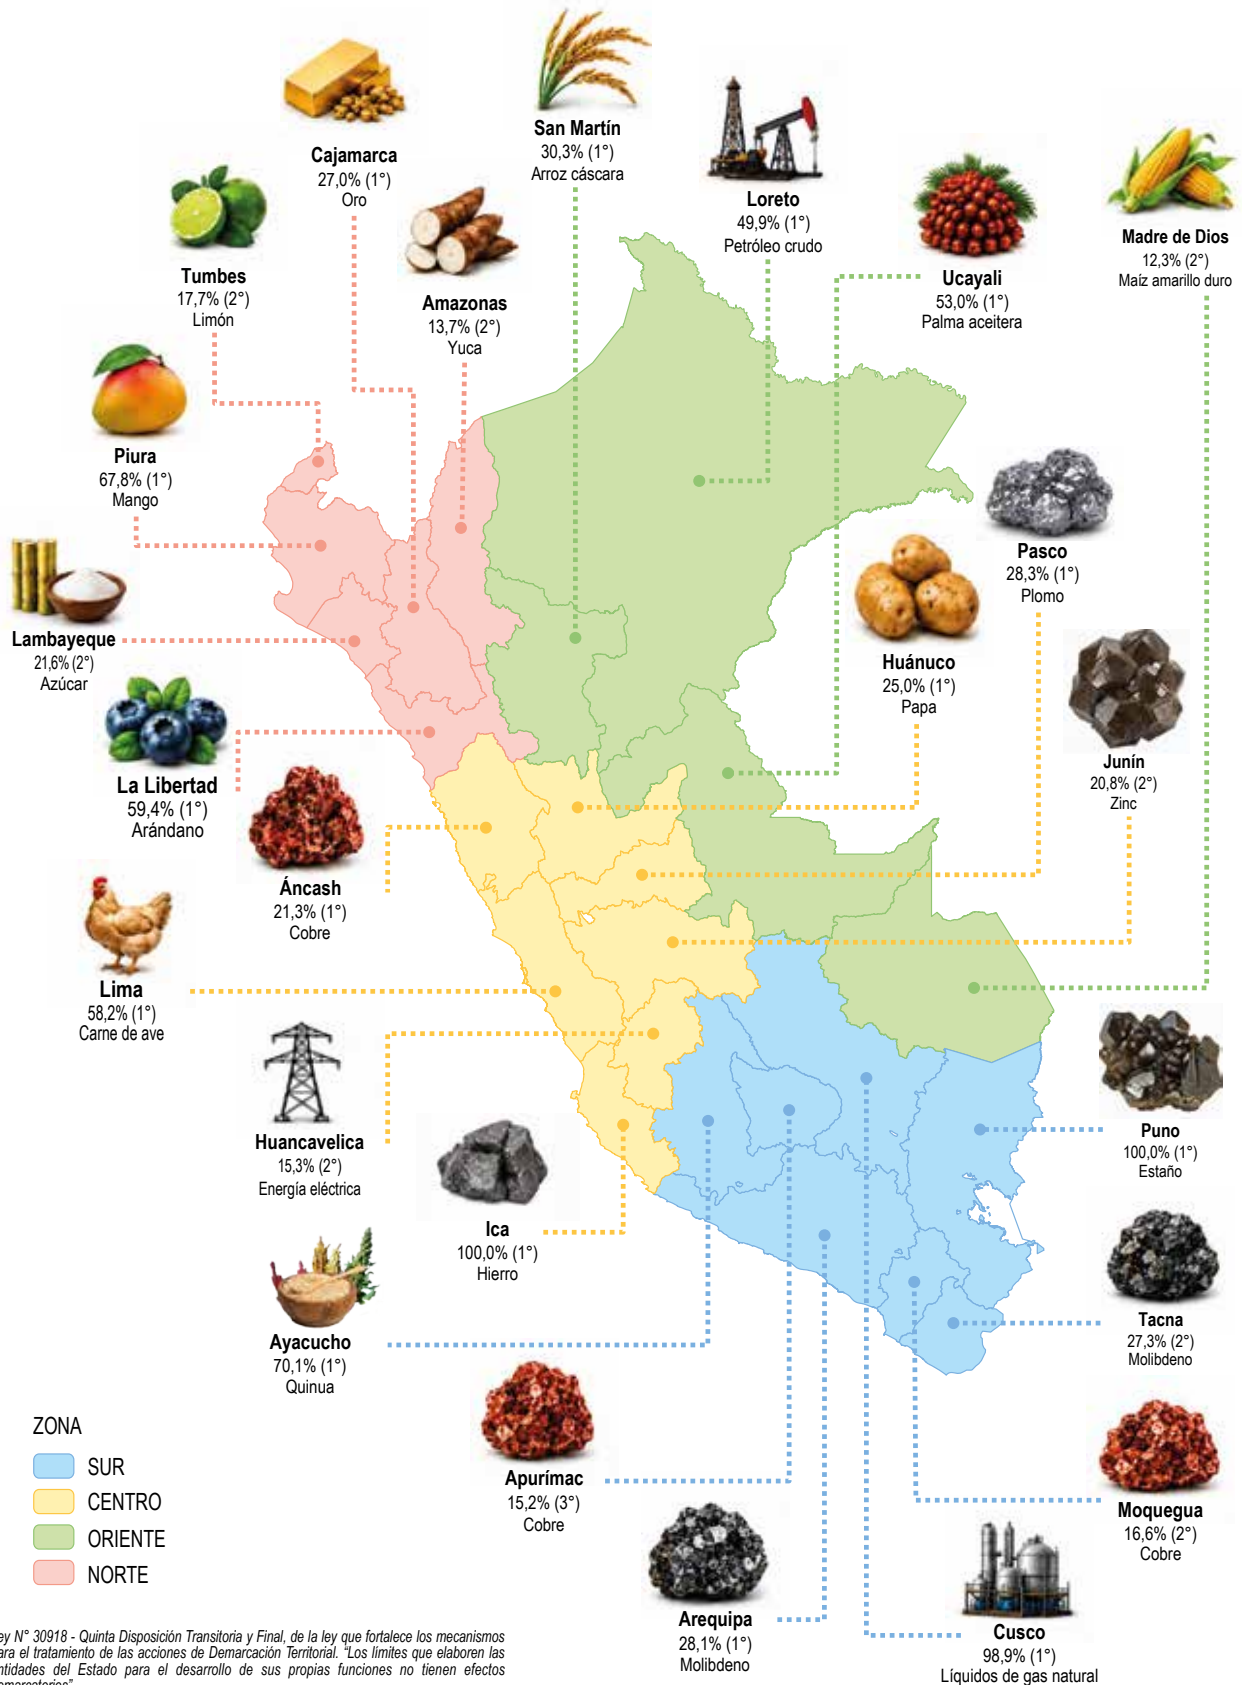 San Martín
30,3% (1°)
Arroz cáscara
Cajamarca
27,0% (1°)
Oro
Loreto
49,9% (1°)
Petróleo crudo
Madre de Dios
12,3% (2°)
Maíz amarillo duro
Tumbes
17,7% (2°)
Limón
Amazonas
13,7% (2°)
Yuca
Ucayali
53,0% (1°)
Palma aceitera
Piura
67,8% (1°)
Mango
Pasco
28,3% (1°)
Plomo
Lambayeque
21,6% (2°)
Azúcar
Huánuco
25,0% (1°)
Papa
La Libertad
59,4% (1°)
Arándano
Junín
20,8% (2°)
Zinc
Áncash
21,3% (1°)
Cobre
Lima
58,2% (1°)
Carne de ave
Huancavelica
15,3% (2°)
Energía eléctrica
Puno
100,0% (1°)
Estaño
Ica
100,0% (1°)
Hierro
Ayacucho
70,1% (1°)
Quinua
Tacna
27,3% (2°)
Molibdeno
Apurímac
15,2% (3°)
Cobre
Moquegua
16,6% (2°)
Cobre
Arequipa
28,1% (1°)
Molibdeno
Cusco
98,9% (1°)
Líquidos de gas natural
ZONA
SUR
CENTRO
ORIENTE
NORTE
ey N° 30918 - Quinta Disposición Transitoria y Final, de la ley que fortalece los mecanismos
ara el tratamiento de las acciones de Demarcación Territorial. "Los límites que elaboren las
ntidades del Estado para el desarrollo de sus propias funciones no tienen efectos